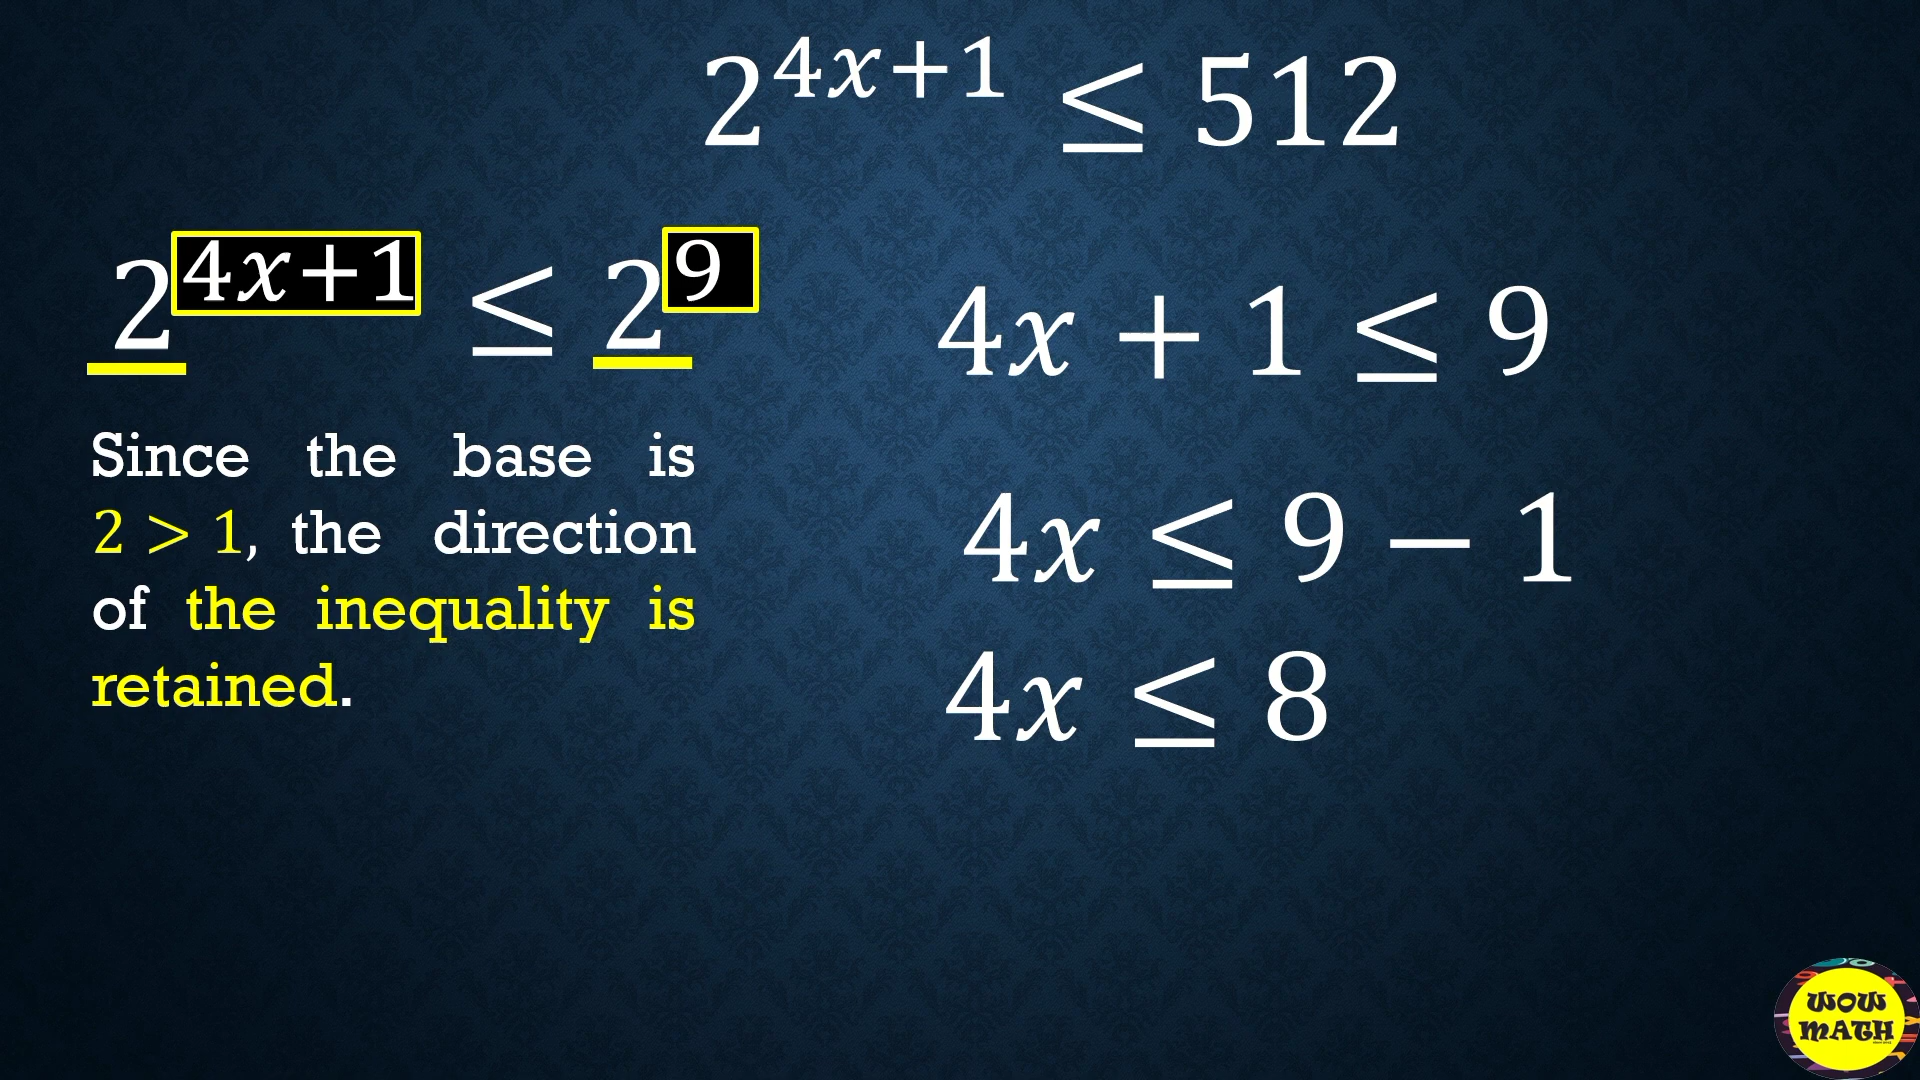 2^{4x+1} ≤ 512
2^{4x+1} ≤ 2^9
4x + 1 ≤ 9
Since the base is
2 > 1, the direction
of the inequality is
retained.
4x ≤ 9 − 1
4x ≤ 8
WOW
MATH